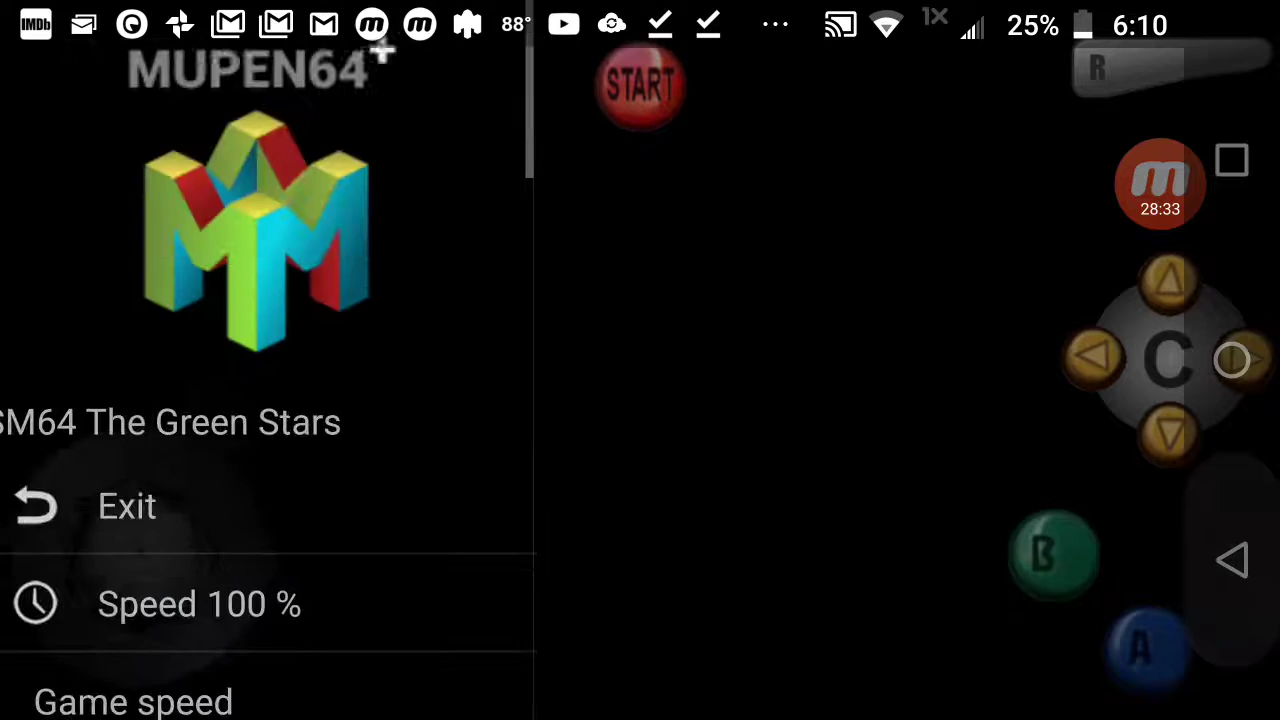 IMDb 88° ... 1X 25% 6:10
MUPEN64+
START
R
28:33
C
SM64 The Green Stars
Exit
B
Speed 100 %
A
Game speed